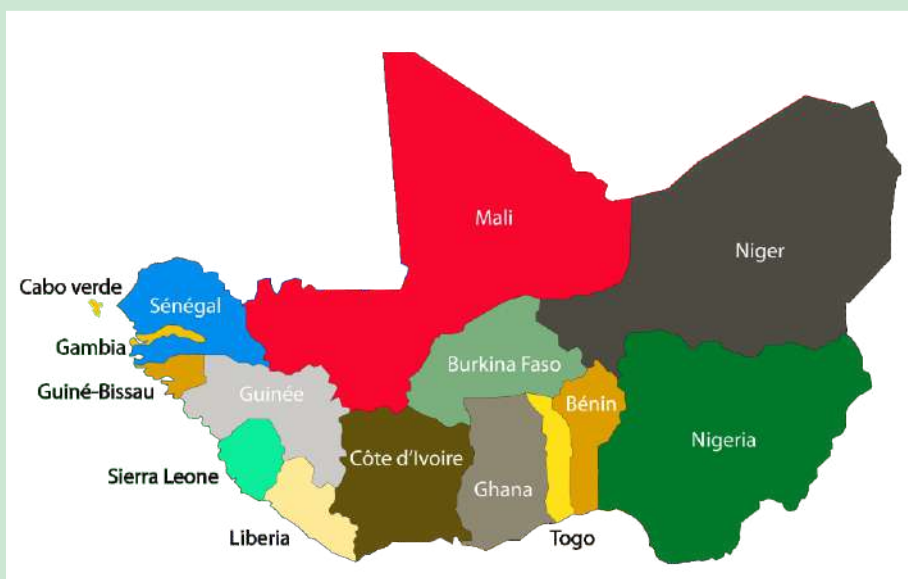 Mali
Niger
Cabo verde
Sénégal
Gambia
Burkina Faso
Guiné-Bissau
Guinée
Bénin
Nigeria
Côte d'Ivoire
Sierra Leone
Ghana
Liberia
Togo